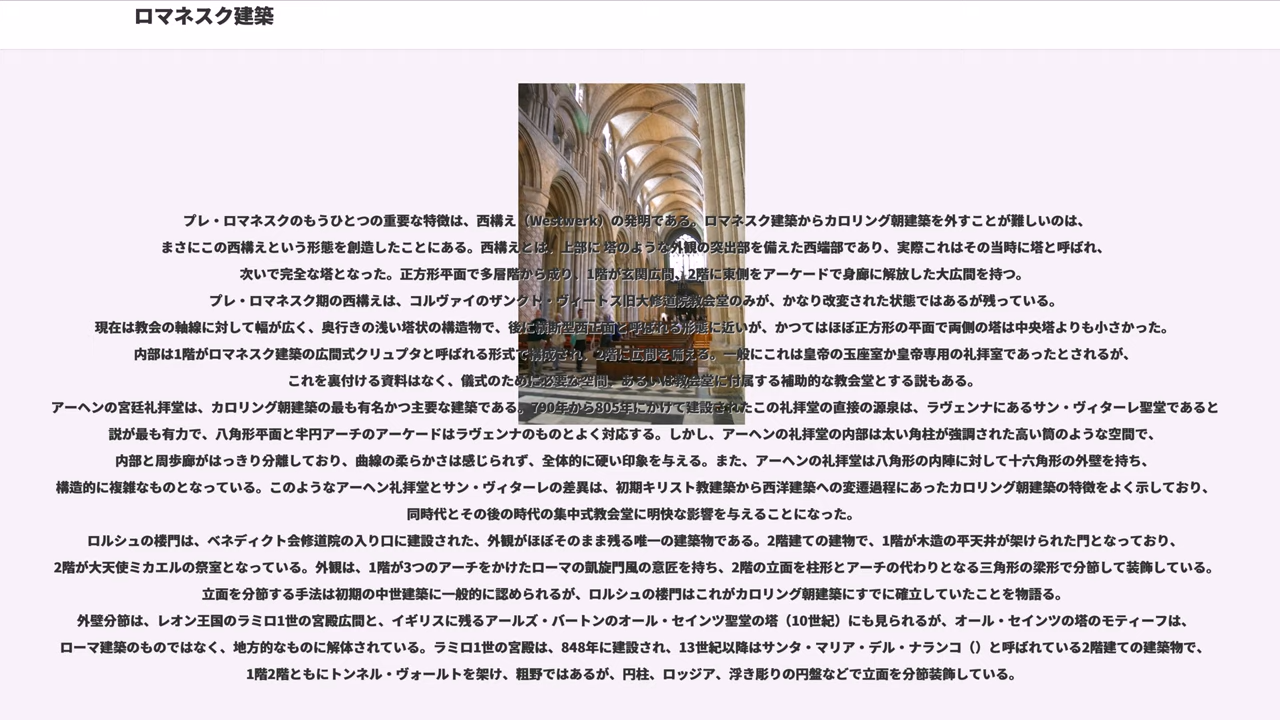 ロマネスク建築
プレ・ロマネスクのもうひとつの重要な特徴は、西構え（Westwerk）の発明である。ロマネスク建築からカロリング朝建築を外すことが難しいのは、
まさにこの西構えという形態を創造したことにある。西構えとは、上部に 塔のような外観の突出部を備えた西端部であり、実際これはその当時に塔と呼ばれ、
次いで完全な塔となった。正方形平面で多層階から成り、1階が玄関広間、2階に東側をアーケードで身廊に解放した大広間を持つ。
プレ・ロマネスク期の西構えは、コルヴァイのザンクト・ヴィートス旧大修道院教会堂のみが、かなり改変された状態ではあるが残っている。
現在は教会の軸線に対して幅が広く、奥行きの浅い塔状の構造物で、後に横断型西正面と呼ばれる形態に近いが、かつてはほぼ正方形の平面で両側の塔は中央塔よりも小さかった。
内部は1階がロマネスク建築の広間式クリュプタと呼ばれる形式で構成され、2階に広間を備える。一般にこれは皇帝の玉座室か皇帝専用の礼拝室であったとされるが、
これを裏付ける資料はなく、儀式のために必要な空間、あるいは教会堂に付属する補助的な教会堂とする説もある。
アーヘンの宮廷礼拝堂は、カロリング朝建築の最も有名かつ主要な建築である。790年から805年にかけて建設されたこの礼拝堂の直接の源泉は、ラヴェンナにあるサン・ヴィターレ聖堂であると
説が最も有力で、八角形平面と半円アーチのアーケードはラヴェンナのものとよく対応する。しかし、アーヘンの礼拝堂の内部は太い角柱が強調された高い筒のような空間で、
内部と周歩廊がはっきり分離しており、曲線の柔らかさは感じられず、全体的に硬い印象を与える。また、アーヘンの礼拝堂は八角形の内陣に対して十六角形の外壁を持ち、
構造的に複雑なものとなっている。このようなアーヘン礼拝堂とサン・ヴィターレの差異は、初期キリスト教建築から西洋建築への変遷過程にあったカロリング朝建築の特徴をよく示しており、
同時代とその後の時代の集中式教会堂に明快な影響を与えることになった。
ロルシュの楼門は、ベネディクト会修道院の入り口に建設された、外観がほぼそのまま残る唯一の建築物である。2階建ての建物で、1階が木造の平天井が架けられた門となっており、
2階が大天使ミカエルの祭室となっている。外観は、1階が3つのアーチをかけたローマの凱旋門風の意匠を持ち、2階の立面を柱形とアーチの代わりとなる三角形の梁形で分節して装飾している。
立面を分節する手法は初期の中世建築に一般的に認められるが、ロルシュの楼門はこれがカロリング朝建築にすでに確立していたことを物語る。
外壁分節は、レオン王国のラミロ1世の宮殿広間と、イギリスに残るアールズ・バートンのオール・セインツ聖堂の塔（10世紀）にも見られるが、オール・セインツの塔のモティーフは、
ローマ建築のものではなく、地方的なものに解体されている。ラミロ1世の宮殿は、848年に建設され、13世紀以降はサンタ・マリア・デル・ナランコ（）と呼ばれている2階建ての建築物で、
1階2階ともにトンネル・ヴォールトを架け、粗野ではあるが、円柱、ロッジア、浮き彫りの円盤などで立面を分節装飾している。